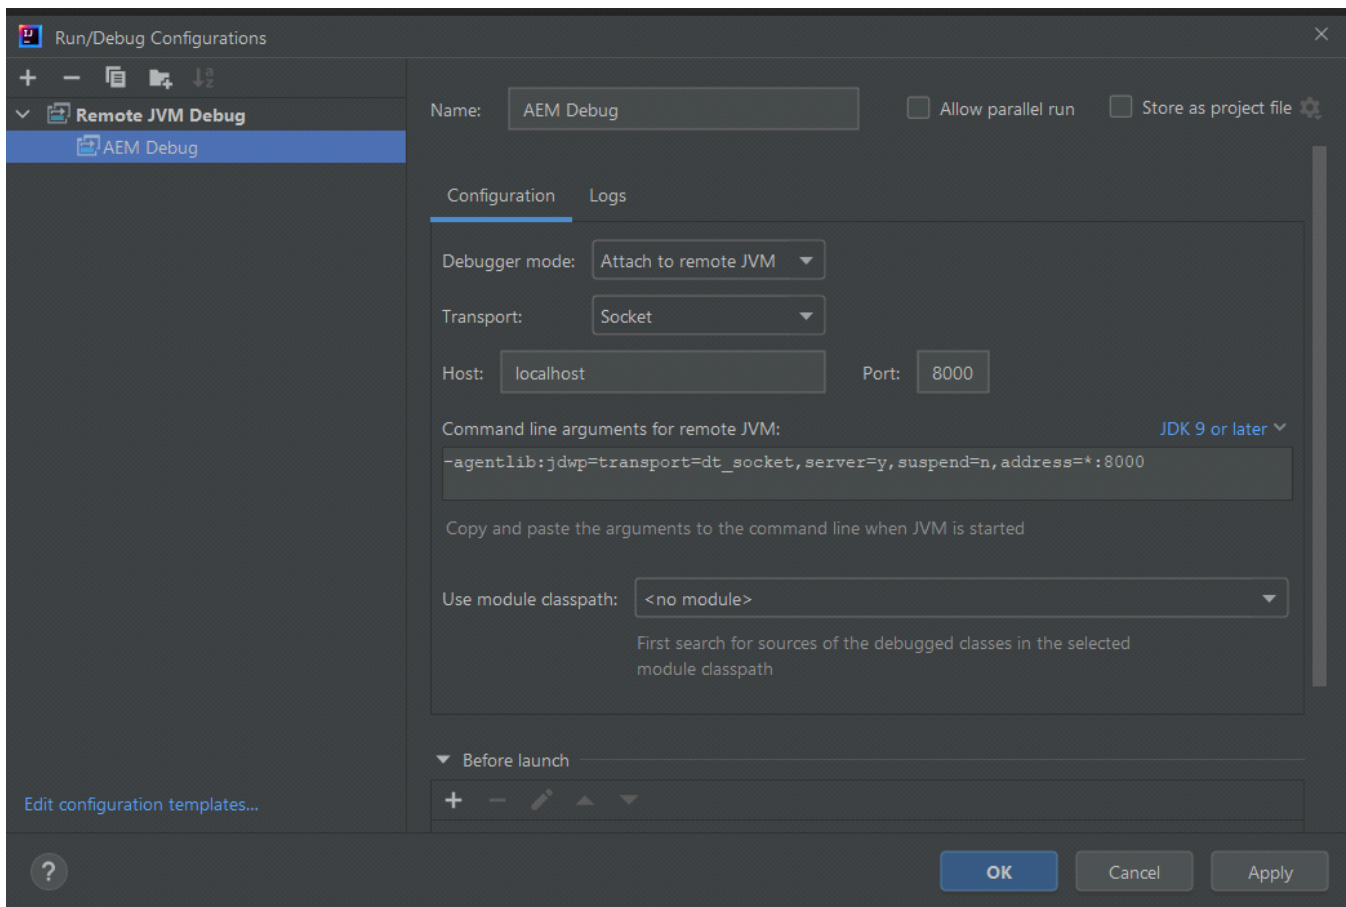 Run/Debug Configurations
Remote JVM Debug
AEM Debug
Name: AEM Debug Allow parallel run Store as project file
Configuration Logs
Debugger mode: Attach to remote JVM
Transport: Socket
Host: localhost Port: 8000
Command line arguments for remote JVM: JDK 9 or later
-agentlib:jdwp=transport=dt_socket,server=y,suspend=n,address=*:8000
Copy and paste the arguments to the command line when JVM is started
Use module classpath: <no module>
First search for sources of the debugged classes in the selected
module classpath
Before launch
Edit configuration templates...
? OK Cancel Apply